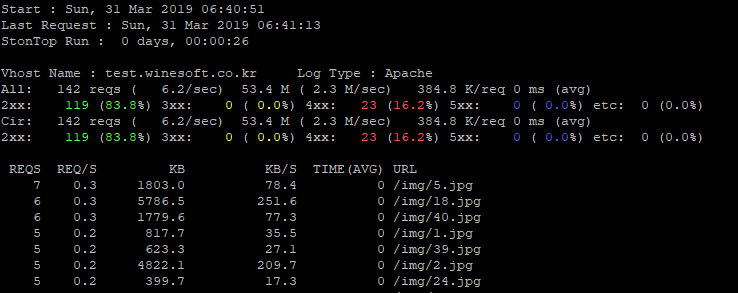 Start : Sun, 31 Mar 2019 06:40:51
Last Request : Sun, 31 Mar 2019 06:41:13
StonTop Run :  0 days, 00:00:26
Vhost Name : test.winesoft.co.kr      Log Type : Apache
All:   142 reqs (   6.2/sec)  53.4 M ( 2.3 M/sec)   384.8 K/req 0 ms (avg)
2xx:    119 (83.8%) 3xx:    0 ( 0.0%) 4xx:   23 (16.2%) 5xx:    0 ( 0.0%) etc:  0 (0.0%)
Cir:   142 reqs (   6.2/sec)  53.4 M ( 2.3 M/sec)   384.8 K/req 0 ms (avg)
2xx:    119 (83.8%) 3xx:    0 ( 0.0%) 4xx:   23 (16.2%) 5xx:    0 ( 0.0%) etc:  0 (0.0%)
REQS  REQ/S         KB          KB/S  TIME(AVG) URL
7    0.3     1803.0          78.4          0 /img/5.jpg
6    0.3     5786.5         251.6          0 /img/18.jpg
6    0.3     1779.6          77.3          0 /img/40.jpg
5    0.2      817.7          35.5          0 /img/1.jpg
5    0.2      623.3          27.1          0 /img/39.jpg
5    0.2     4822.1         209.7          0 /img/2.jpg
5    0.2      399.7          17.3          0 /img/24.jpg